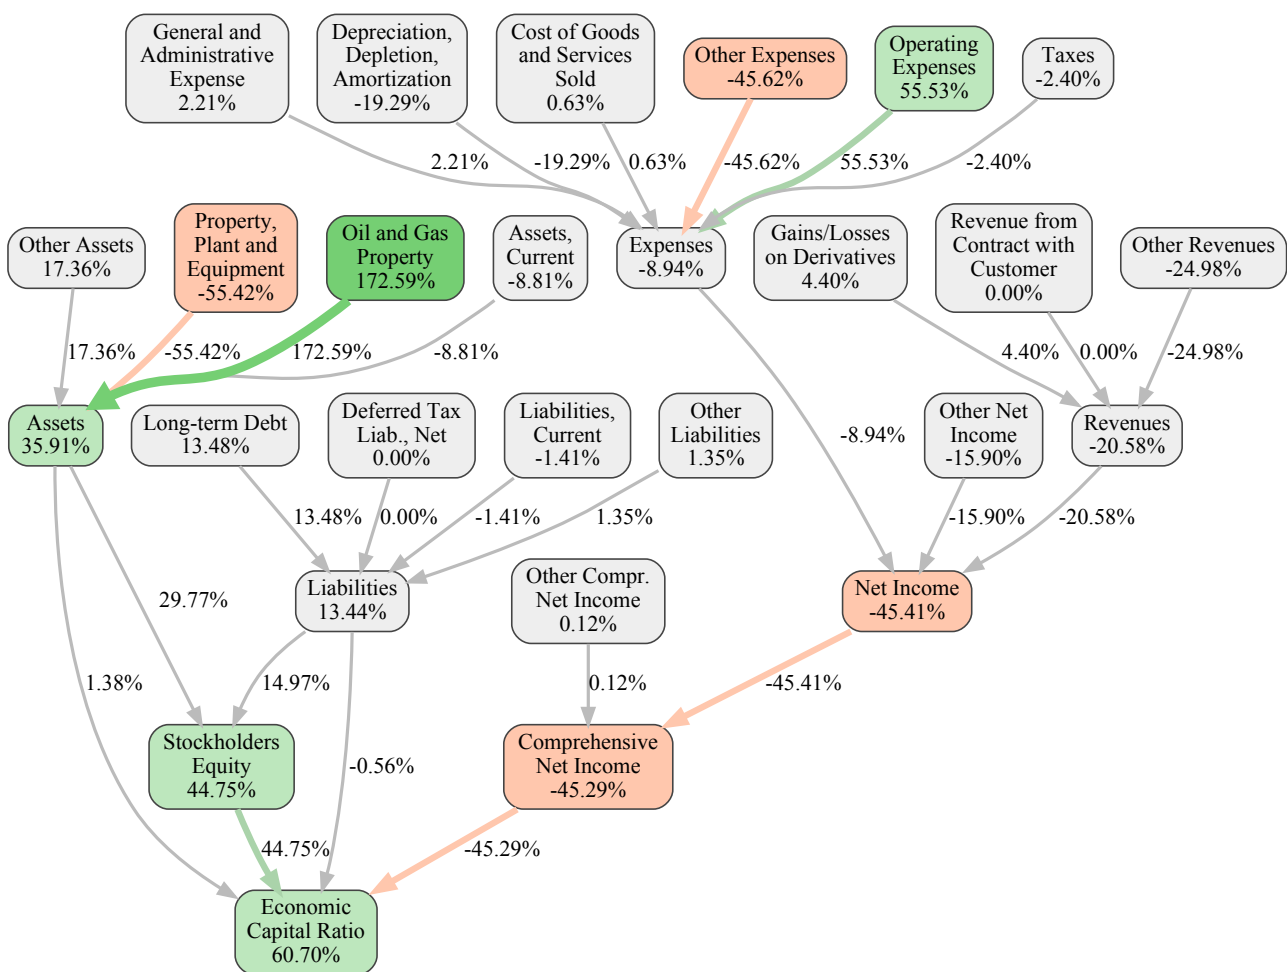 General and
Administrative
Expense
2.21%
Depreciation,
Depletion,
Amortization
-19.29%
Cost of Goods
and Services
Sold
0.63%
Other Expenses
-45.62%
Operating
Expenses
55.53%
Taxes
-2.40%
2.21%
-19.29%
0.63%
-45.62%
55.53%
-2.40%
Other Assets
17.36%
Property,
Plant and
Equipment
-55.42%
Oil and Gas
Property
172.59%
Assets,
Current
-8.81%
Expenses
-8.94%
Gains/Losses
on Derivatives
4.40%
Revenue from
Contract with
Customer
0.00%
Other Revenues
-24.98%
17.36%
-55.42%
172.59%
-8.81%
4.40%
0.00%
-24.98%
Assets
35.91%
Long-term Debt
13.48%
Deferred Tax
Liab., Net
0.00%
Liabilities,
Current
-1.41%
Other
Liabilities
1.35%
-8.94%
Other Net
Income
-15.90%
Revenues
-20.58%
13.48%
0.00%
-1.41%
1.35%
-15.90%
-20.58%
29.77%
Liabilities
13.44%
Other Compr.
Net Income
0.12%
Net Income
-45.41%
1.38%
14.97%
0.12%
-45.41%
Stockholders
Equity
44.75%
-0.56%
Comprehensive
Net Income
-45.29%
44.75%
-45.29%
Economic
Capital Ratio
60.70%